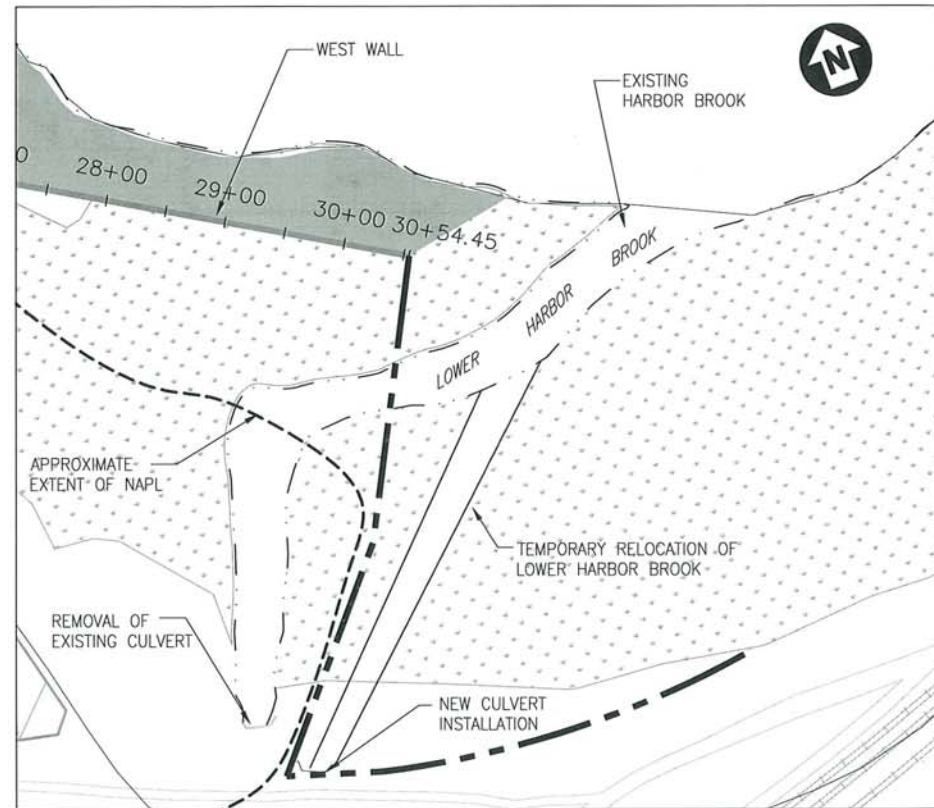 WEST WALL
N
EXISTING
HARBOR BROOK
0
28+00
29+00
30+00
30+54.45
LOWER
HARBOR
BROOK
APPROXIMATE
EXTENT OF NAPL
TEMPORARY RELOCATION OF
LOWER HARBOR BROOK
REMOVAL OF
EXISTING CULVERT
NEW CULVERT
INSTALLATION